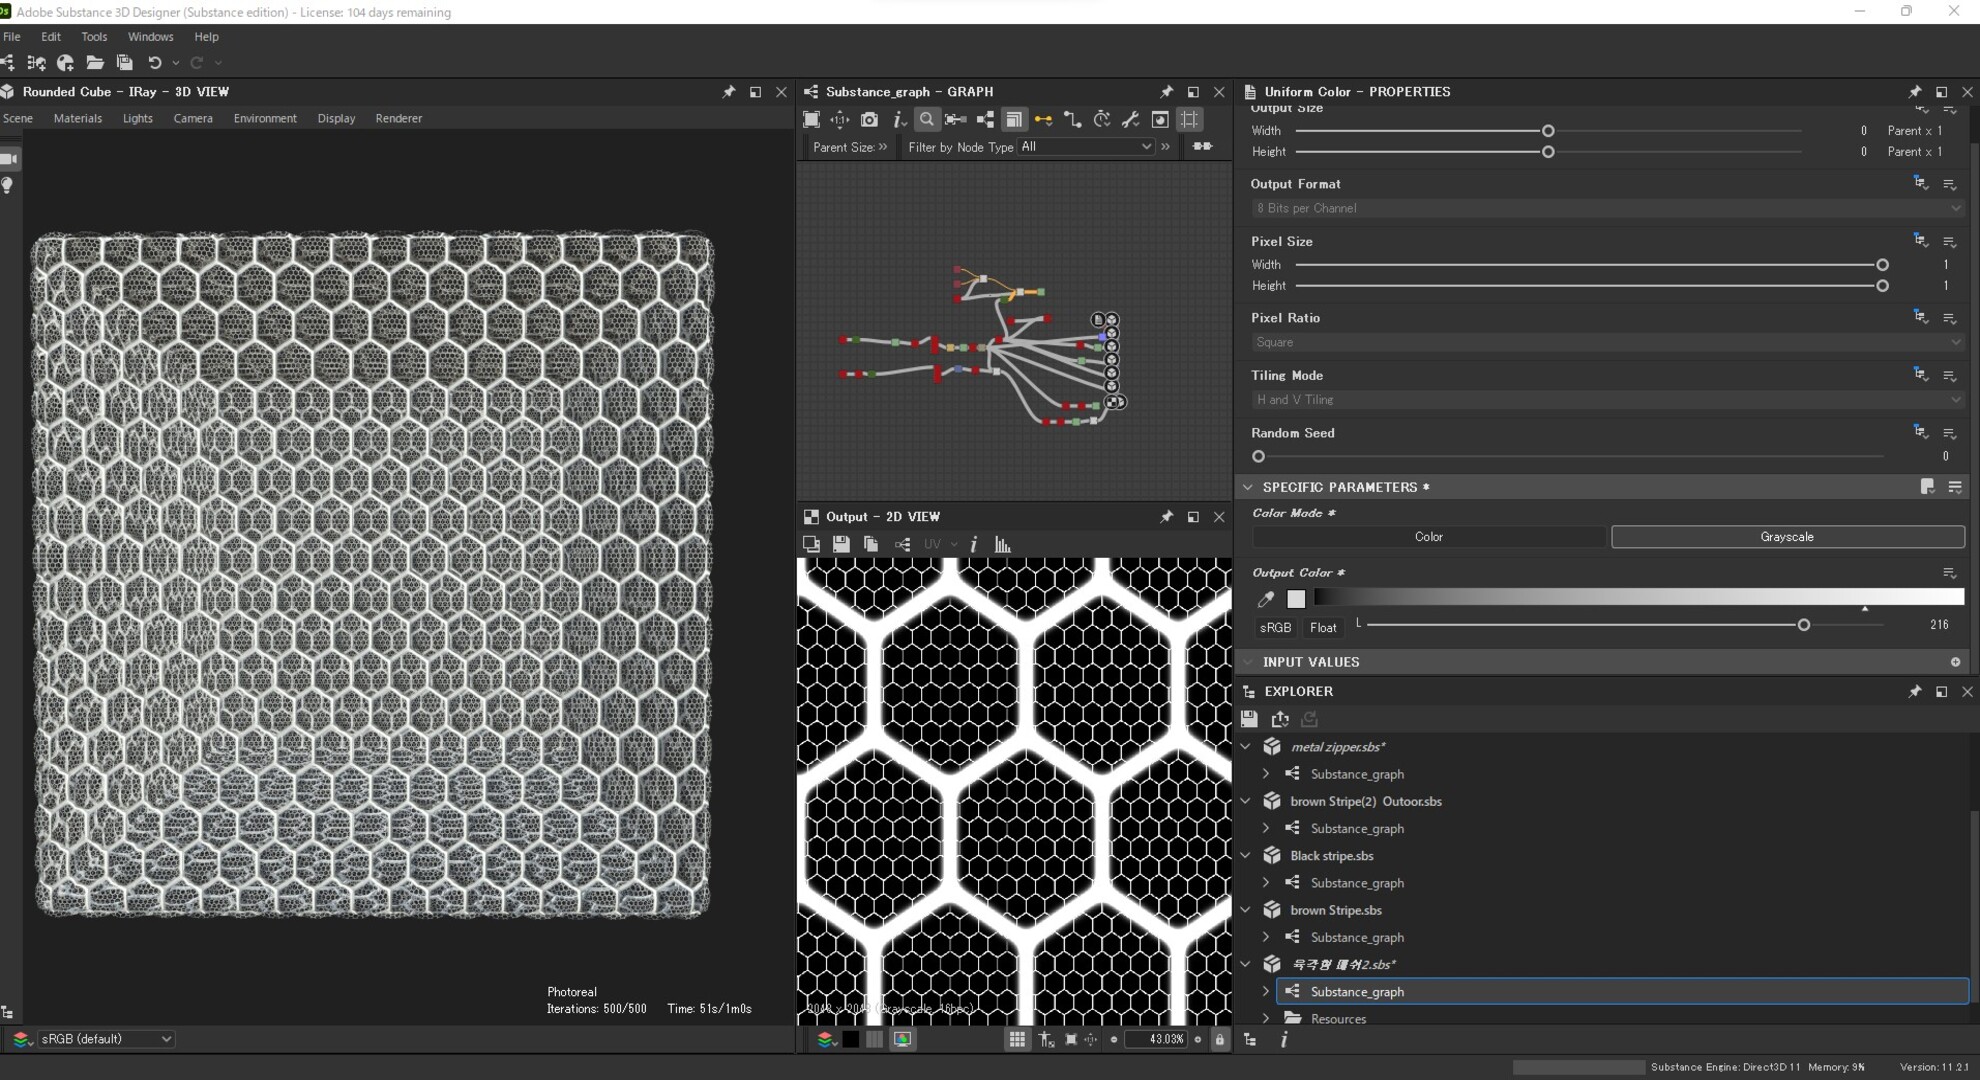 Adobe Substance 3D Designer (Substance edition) - License: 104 days remaining
File Edit Tools Windows Help
Rounded Cube - IRay - 3D VIEW
Scene Materials Lights Camera Environment Display Renderer
Photoreal
Iterations: 500/500 Time: 51s/1m0s
sRGB (default)
Substance_graph - GRAPH
Parent Size: Filter by Node Type All
Output - 2D VIEW
UV
2048 x 2048 (Grayscale, 16bpc)
43.03%
Uniform Color - PROPERTIES
Output Size
Width 0 Parent x 1
Height 0 Parent x 1
Output Format
8 Bits per Channel
Pixel Size
Width 1
Height 1
Pixel Ratio
Square
Tiling Mode
H and V Tiling
Random Seed
0
SPECIFIC PARAMETERS *
Color Mode *
Color Grayscale
Output Color *
sRGB Float L 216
INPUT VALUES
EXPLORER
metal zipper.sbs*
Substance_graph
brown Stripe(2) Outoor.sbs
Substance_graph
Black stripe.sbs
Substance_graph
brown Stripe.sbs
Substance_graph
육각형 메쉬2.sbs*
Substance_graph
Resources
Substance Engine: Direct3D 11 Memory: 9% Version: 11.2.1